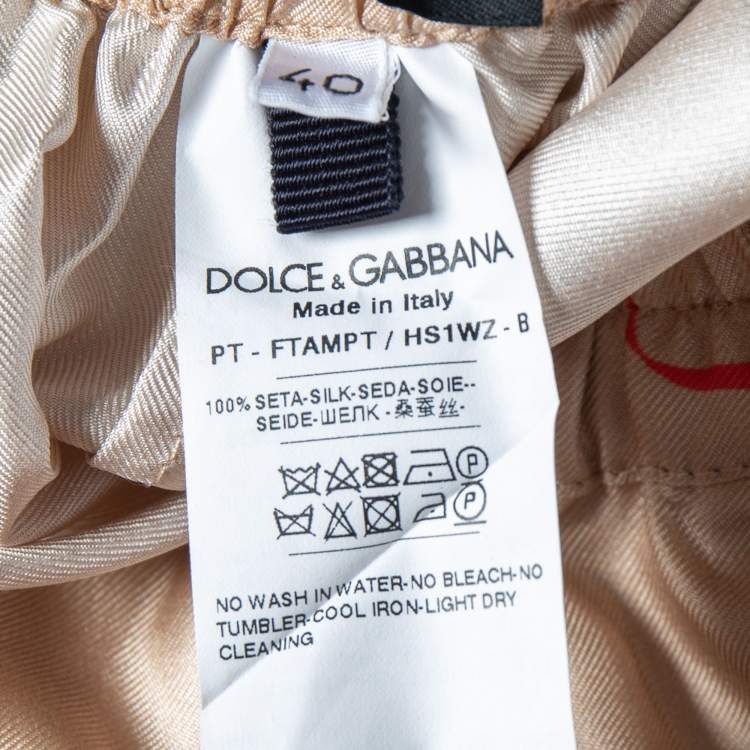 40
DOLCE & GABBANA
Made in Italy
PT - FTAMPT / HS1WZ - B
100% SETA-SILK-SEDA-SOIE--
SEIDE-ШЕЛК -桑蚕丝-
P
P
NO WASH IN WATER-NO BLEACH-NO
TUMBLER-COOL IRON-LIGHT DRY
CLEANING